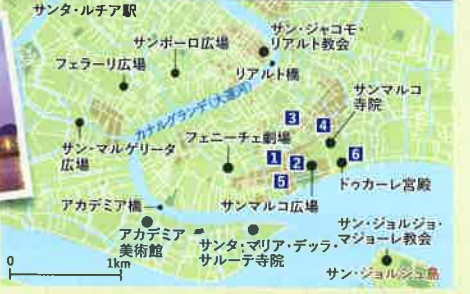 サンタ・ルチア駅
サンポーロ広場
サン・ジャコモ・
リアルト教会
フェラーリ広場
リアルト橋
サンマルコ
寺院
カナルグランデ(大運河)
3
4
フェニーチェ劇場
サン・マルゲリータ
広場
1
2
6
5
ドゥカーレ宮殿
アカデミア橋
サンマルコ広場
アカデミア
美術館
サンタ・マリア・デッラ・
サルーテ寺院
サン・ジョルジョ・
マジョーレ教会
サン・ジョルジュ島
0
1km